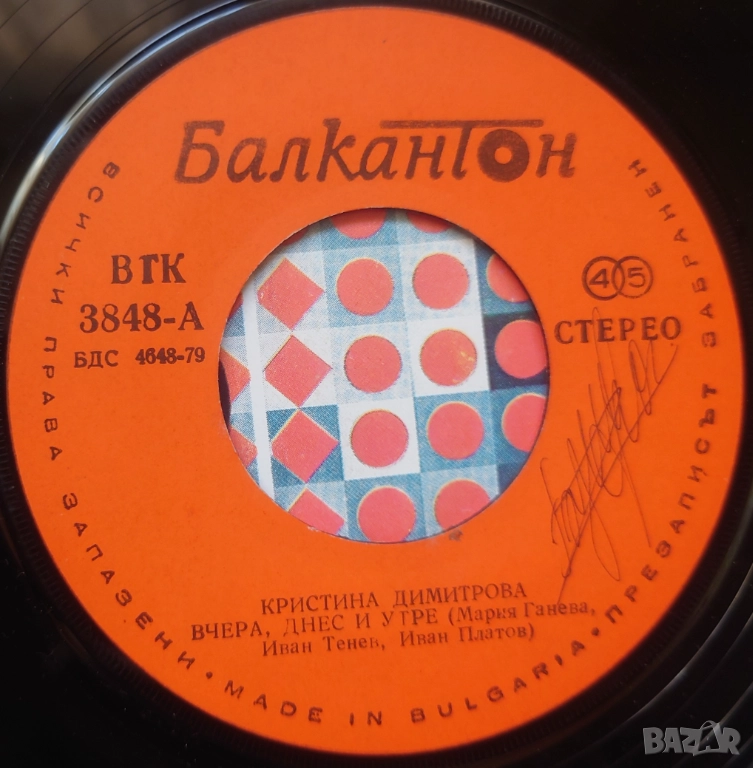 Балкантон
ВТК
3848-А
БДС 4648-79
45
СТЕРЕО
КРИСТИНА ДИМИТРОВА
ВЧЕРА, ДНЕС И УТРЕ (Мария Ганева,
Иван Тенев, Иван Платов)
ВСИЧКИ ПРАВА ЗАПАЗЕНИ • MADE IN BULGARIA • ПРЕЗАПИСЪТ ЗАБРАНЕН
BAZAR